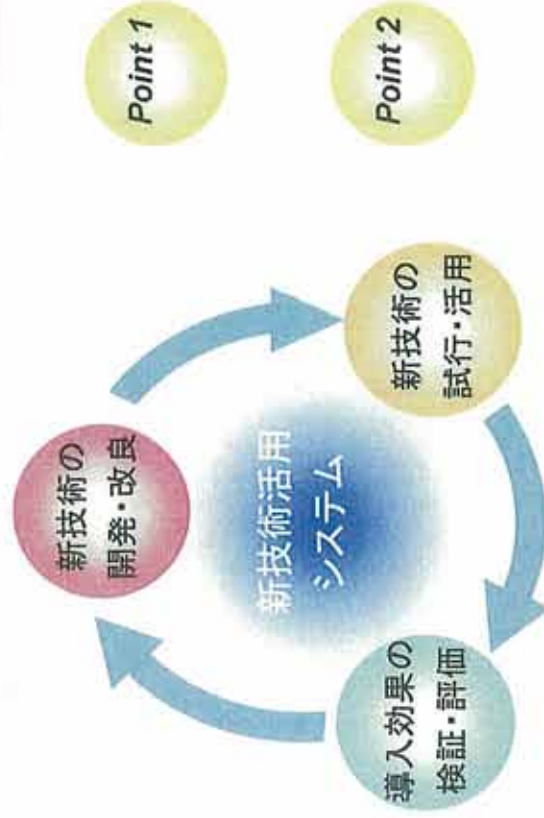 新技術の
開発・改良
新技術活用
システム
新技術の
試行・活用
導入効果の
検証・評価
Point 1
Point 2